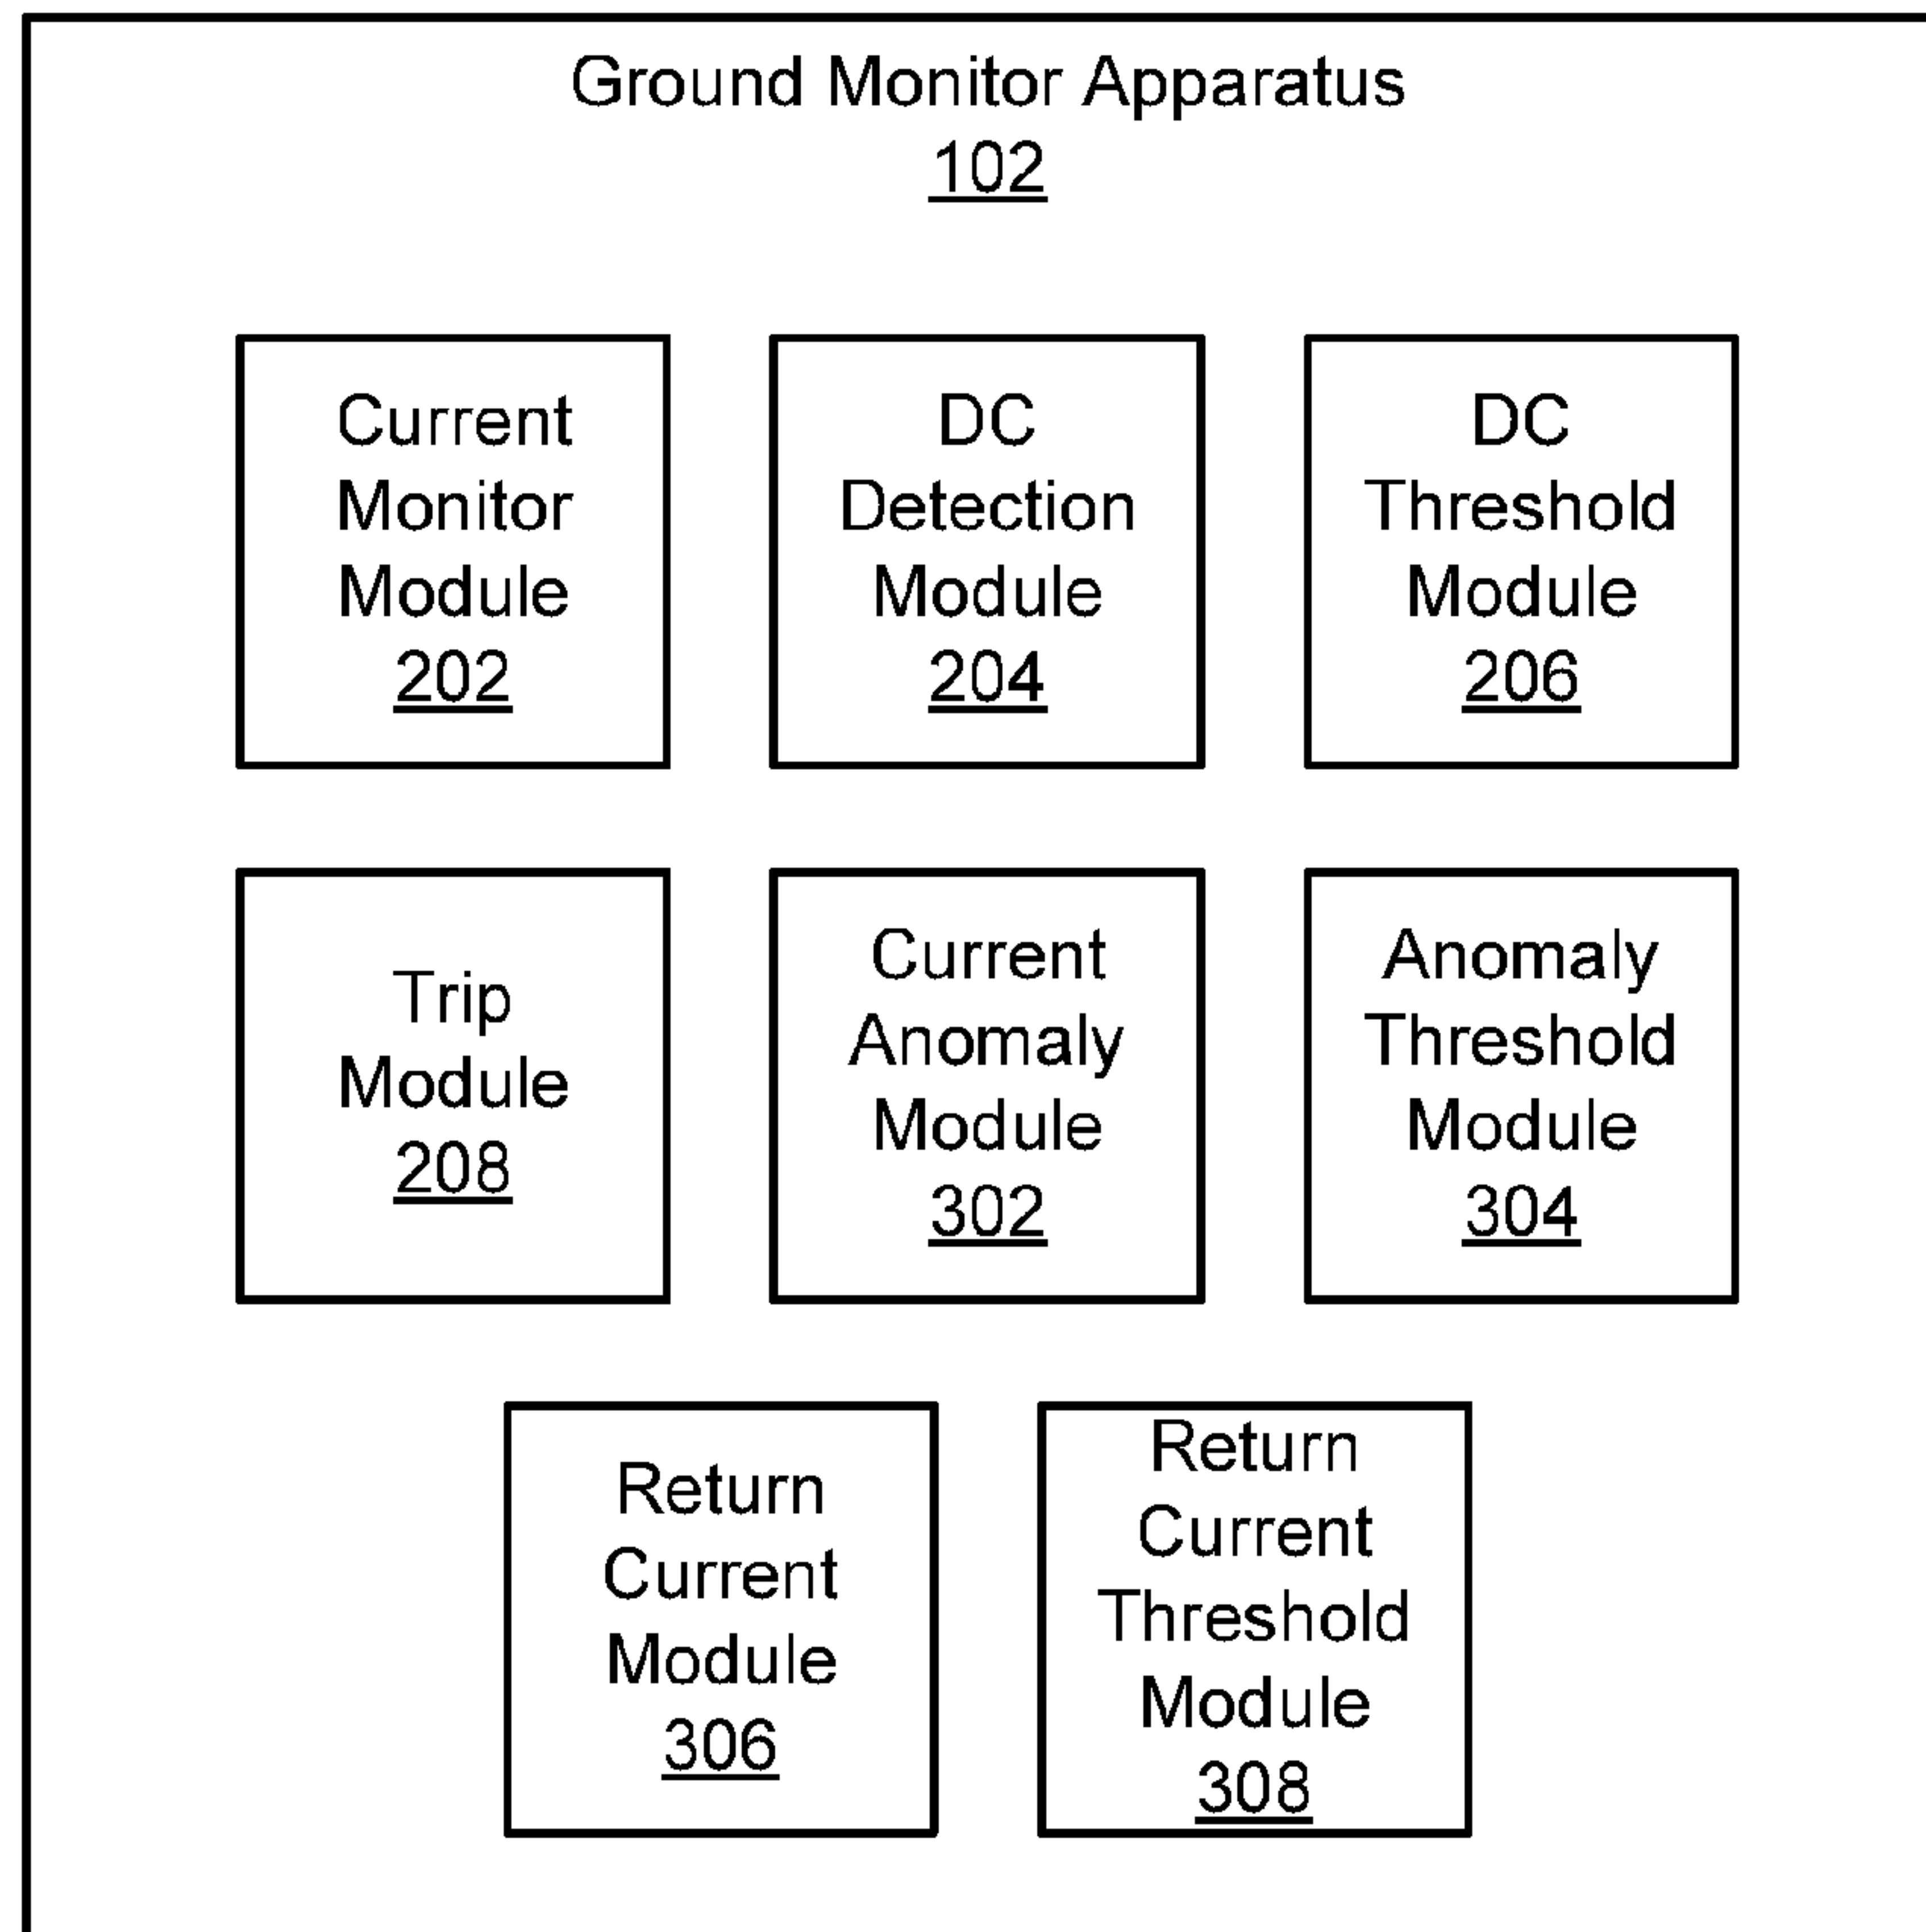 Ground Monitor Apparatus
102
Current
Monitor
Module
202
DC
Detection
Module
204
DC
Threshold
Module
206
Trip
Module
208
Current
Anomaly
Module
302
Anomaly
Threshold
Module
304
Return
Current
Module
306
Return
Current
Threshold
Module
308